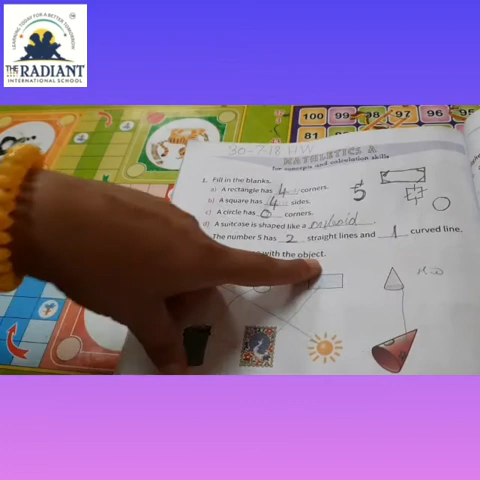 LEARNING TODAY FOR A BETTER TOMORROW
THE RADIANT
INTERNATIONAL SCHOOL
100 99 98 97 96 95
81
30-7-18 HW
MATHLETICS A
for concepts and calculation skills
1. Fill in the blanks.
a) A rectangle has 4 corners.
b) A square has 4 sides.
c) A circle has 0 corners.
d) A suitcase is shaped like a
The number 5 has 2 straight lines and 1 curved line.
5
with the object.